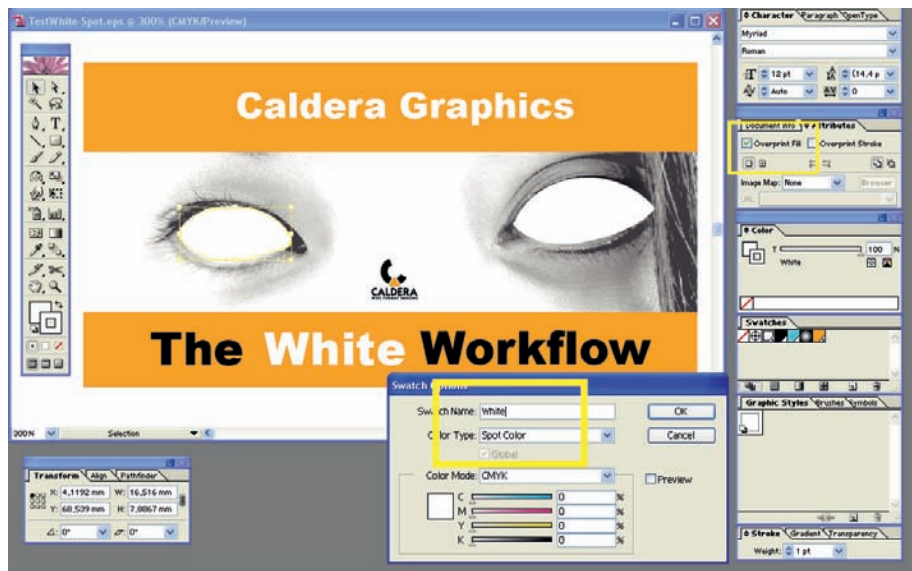 TestWhite-Spot.eps @ 300% (CMYK/Preview)
Caldera Graphics
CALDERA
The White Workflow
200% Selection
Character Paragraph OpenType
Myriad
Roman
12 pt (14,4 p
Auto 0
Document Info Attributes
Overprint Fill Overprint Stroke
Image Map: None Browser
URL:
Color
T 100 %
White
Swatches
Graphic Styles Brushes Symbols
Swatch Options
Swatch Name: White
Color Type: Spot Color
Global
Color Mode: CMYK
C 0 %
M 0 %
Y 0 %
K 0 %
OK
Cancel
Preview
Transform Align Pathfinder
X: 4,1192 mm W: 16,516 mm
Y: 68,539 mm H: 7,8867 mm
0° 0°
Stroke Gradient Transparency
Weight: 1 pt